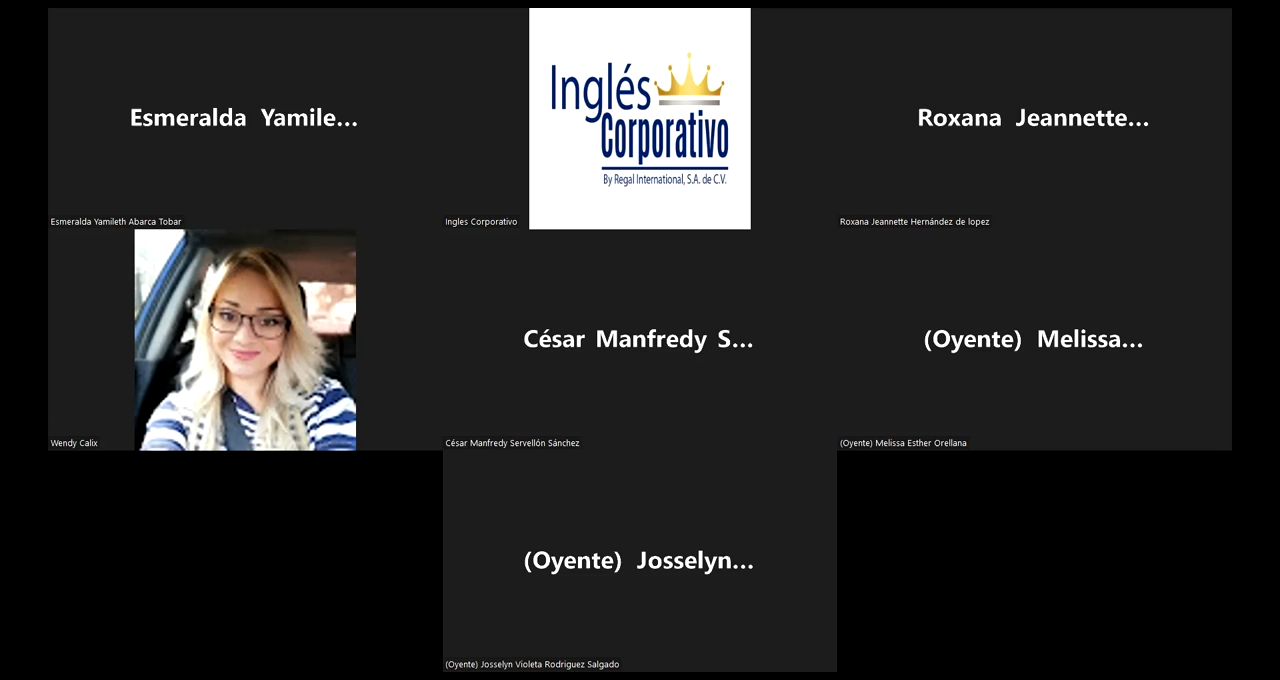 Esmeralda Yamile...
Esmeralda Yamileth Abarca Tobar
Inglés
Corporativo
By Regal International, S.A. de C.V.
Ingles Corporativo
Roxana Jeannette...
Roxana Jeannette Hernández de lopez
Wendy Calix
César Manfredy S...
César Manfredy Servellón Sánchez
(Oyente) Melissa...
(Oyente) Melissa Esther Orellana
(Oyente) Josselyn...
(Oyente) Josselyn Violeta Rodriguez Salgado